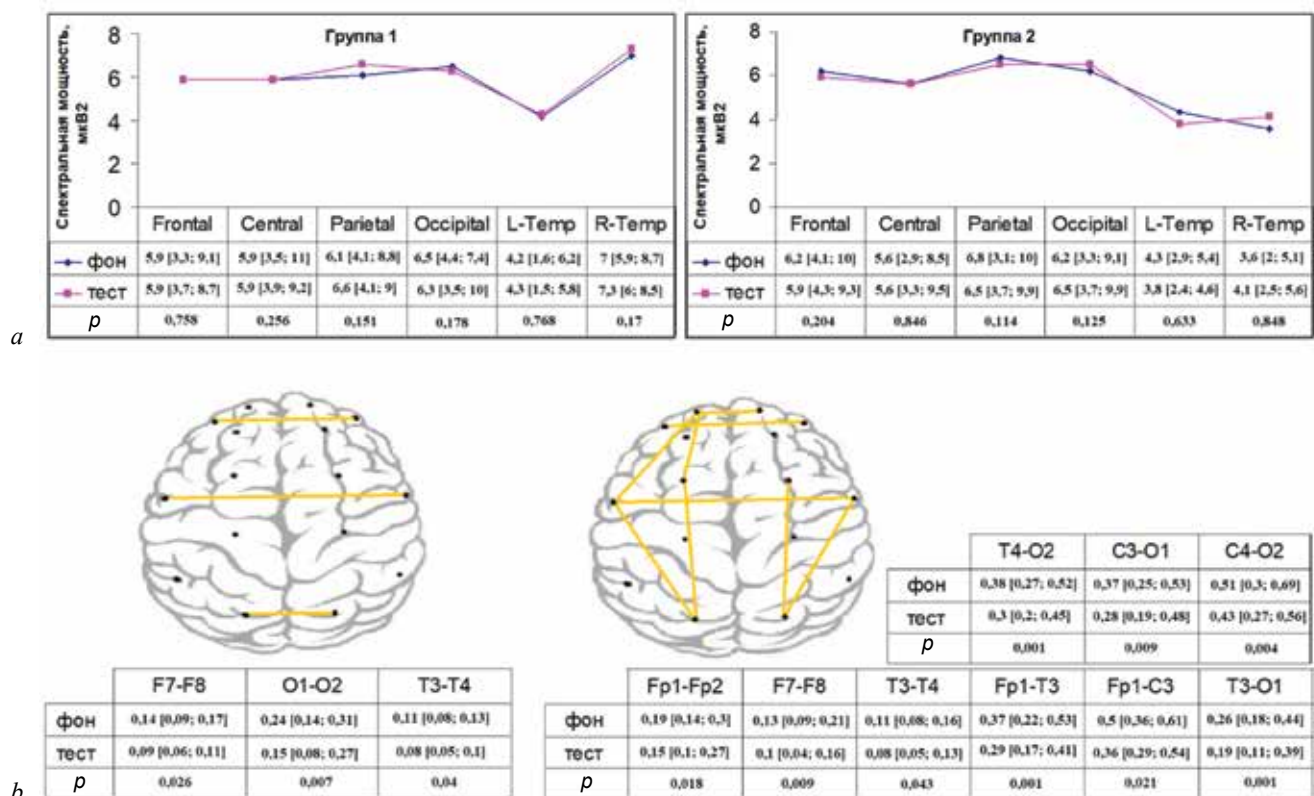 Спектральная мощность, мкВ2
Группа 1
8
6
4
2
0
Frontal Central Parietal Occipital L-Temp R-Temp
фон 5,9 [3,3; 9,1] 5,9 [3,5; 11] 6,1 [4,1; 8,8] 6,5 [4,4; 7,4] 4,2 [1,6; 6,2] 7 [5,9; 8,7]
тест 5,9 [3,7; 8,7] 5,9 [3,9; 9,2] 6,6 [4,1; 9] 6,3 [3,5; 10] 4,3 [1,5; 5,8] 7,3 [6; 8,5]
p 0,758 0,256 0,151 0,178 0,768 0,17
Спектральная мощность, мкВ2
Группа 2
8
6
4
2
0
Frontal Central Parietal Occipital L-Temp R-Temp
фон 6,2 [4,1; 10] 5,6 [2,9; 8,5] 6,8 [3,1; 10] 6,2 [3,3; 9,1] 4,3 [2,9; 5,4] 3,6 [2; 5,1]
тест 5,9 [4,3; 9,3] 5,6 [3,3; 9,5] 6,5 [3,7; 9,9] 6,5 [3,7; 9,9] 3,8 [2,4; 4,6] 4,1 [2,5; 5,6]
p 0,204 0,846 0,114 0,125 0,633 0,848
a
T4-O2 C3-O1 C4-O2
фон 0,38 [0,27; 0,52] 0,37 [0,25; 0,53] 0,51 [0,3; 0,69]
тест 0,3 [0,2; 0,45] 0,28 [0,19; 0,48] 0,43 [0,27; 0,56]
p 0,001 0,009 0,004
F7-F8 O1-O2 T3-T4
фон 0,14 [0,09; 0,17] 0,24 [0,14; 0,31] 0,11 [0,08; 0,13]
тест 0,09 [0,06; 0,11] 0,15 [0,08; 0,27] 0,08 [0,05; 0,1]
p 0,026 0,007 0,04
Fp1-Fp2 F7-F8 T3-T4 Fp1-T3 Fp1-C3 T3-O1
фон 0,19 [0,14; 0,3] 0,13 [0,09; 0,21] 0,11 [0,08; 0,16] 0,37 [0,22; 0,53] 0,5 [0,36; 0,61] 0,26 [0,18; 0,44]
тест 0,15 [0,1; 0,27] 0,1 [0,04; 0,16] 0,08 [0,05; 0,13] 0,29 [0,17; 0,41] 0,36 [0,29; 0,54] 0,19 [0,11; 0,39]
p 0,018 0,009 0,043 0,001 0,021 0,001
b